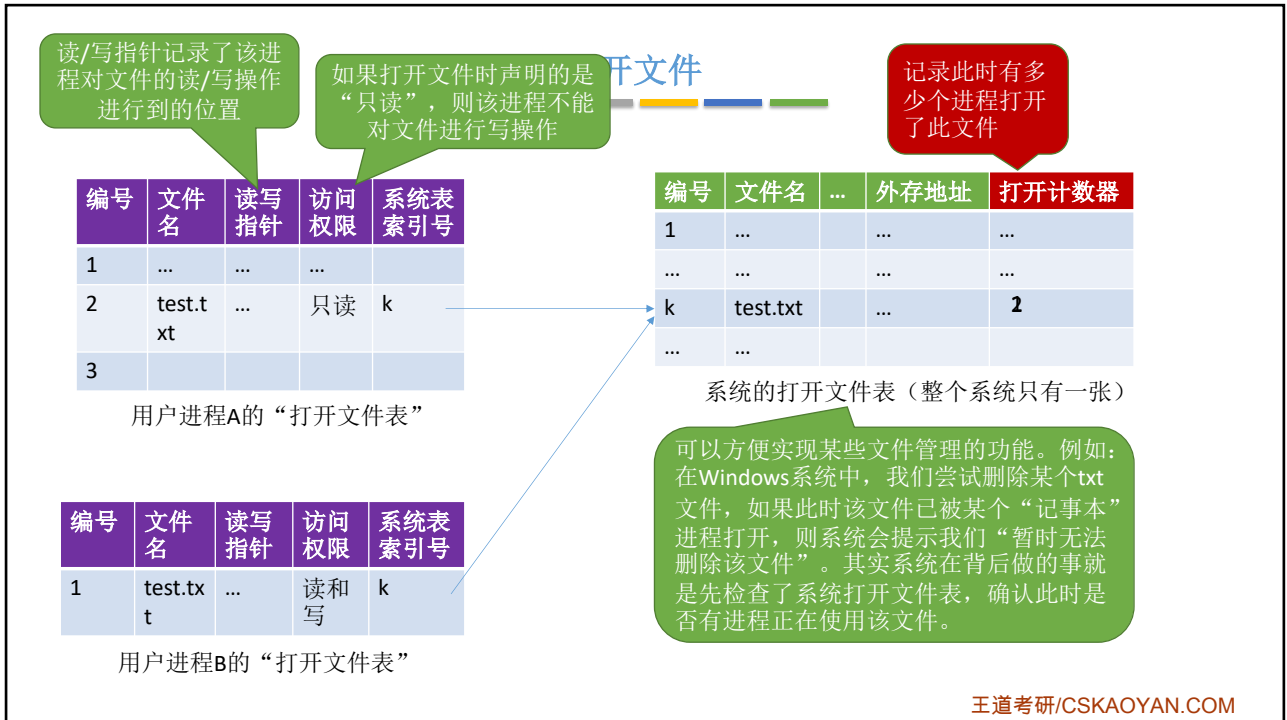 读/写指针记录了该进
程对文件的读/写操作
进行到的位置
如果打开文件时声明的是
“只读”，则该进程不能
对文件进行写操作
开文件
记录此时有多
少个进程打开
了此文件
编号 文件名 读写指针 访问权限 系统表索引号
1 … … …
2 test.txt … 只读 k
3
用户进程A的“打开文件表”
编号 文件名 … 外存地址 打开计数器
1 … … …
… … … …
k test.txt …
… …
系统的打开文件表（整个系统只有一张）
可以方便实现某些文件管理的功能。例如：
在Windows系统中，我们尝试删除某个txt
文件，如果此时该文件已被某个“记事本”
进程打开，则系统会提示我们“暂时无法
删除该文件”。其实系统在背后做的事就
是先检查了系统打开文件表，确认此时是
否有进程正在使用该文件。
编号 文件名 读写指针 访问权限 系统表索引号
1 test.txt … 读和写 k
用户进程B的“打开文件表”
王道考研/CSKAOYAN.COM